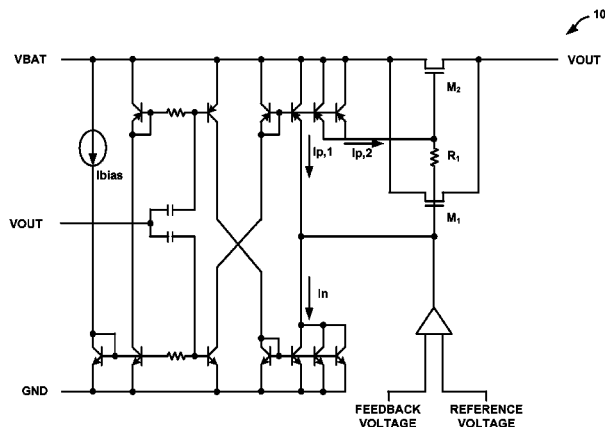 10
VBAT
VOUT
M2
Ip,1
Ip,2
R1
Ibias
M1
VOUT
In
GND
FEEDBACK VOLTAGE
REFERENCE VOLTAGE